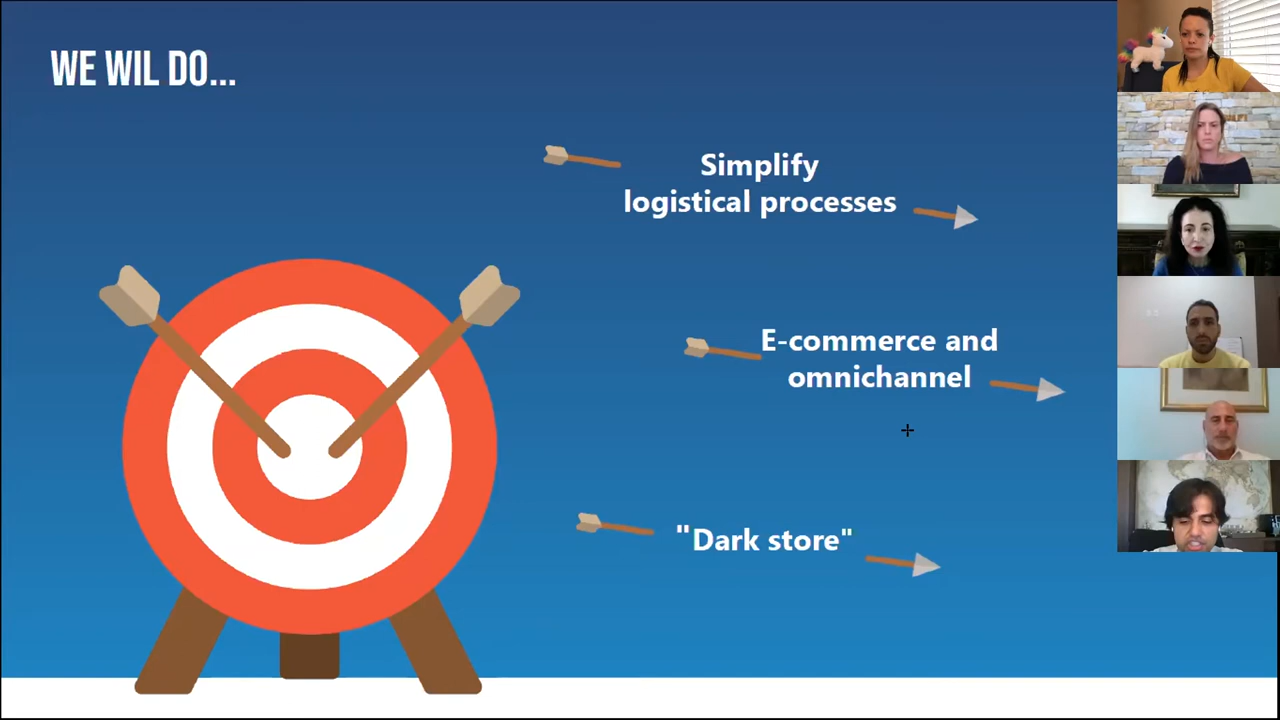 WE WIL DO...
Simplify
logistical processes
E-commerce and
omnichannel
"Dark store"